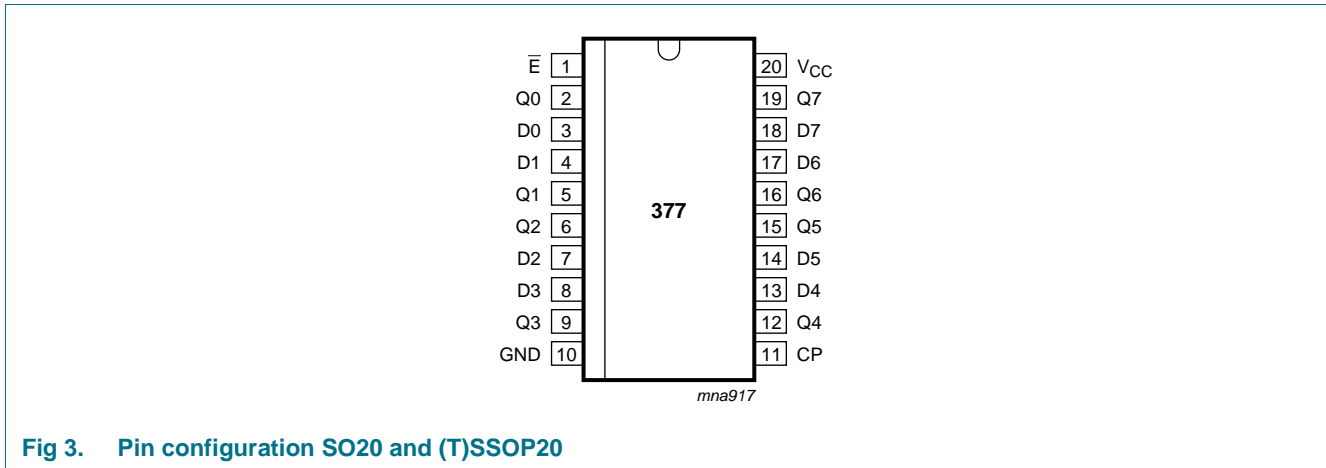 E̅ 1 20 VCC
Q0 2 19 Q7
D0 3 18 D7
D1 4 17 D6
Q1 5 16 Q6
377
Q2 6 15 Q5
D2 7 14 D5
D3 8 13 D4
Q3 9 12 Q4
GND 10 11 CP
mna917
Fig 3. Pin configuration SO20 and (T)SSOP20